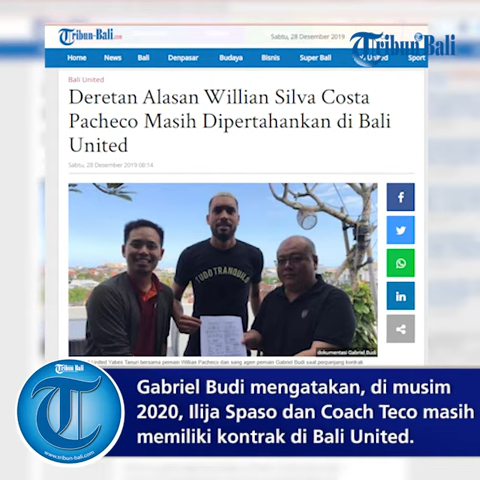 Tribun-Bali.com
Sabtu, 28 Desember 2019
Tribun Bali
Home News Bali Denpasar Budaya Bisnis Super Ball United Sport
Bali United
Deretan Alasan Willian Silva Costa
Pacheco Masih Dipertahankan di Bali
United
Sabtu, 28 Desember 2019 08:14
TUDO TRANQUILO
dokumentasi Gabriel Budi
United Yabes Tanuri bersama pemain Willian Pacheco dan sang agen pemain Gabriel Budi saat perpanjang kontrak
Tribun Bali
www.tribun-bali.com
Gabriel Budi mengatakan, di musim
2020, Ilija Spaso dan Coach Teco masih
memiliki kontrak di Bali United.